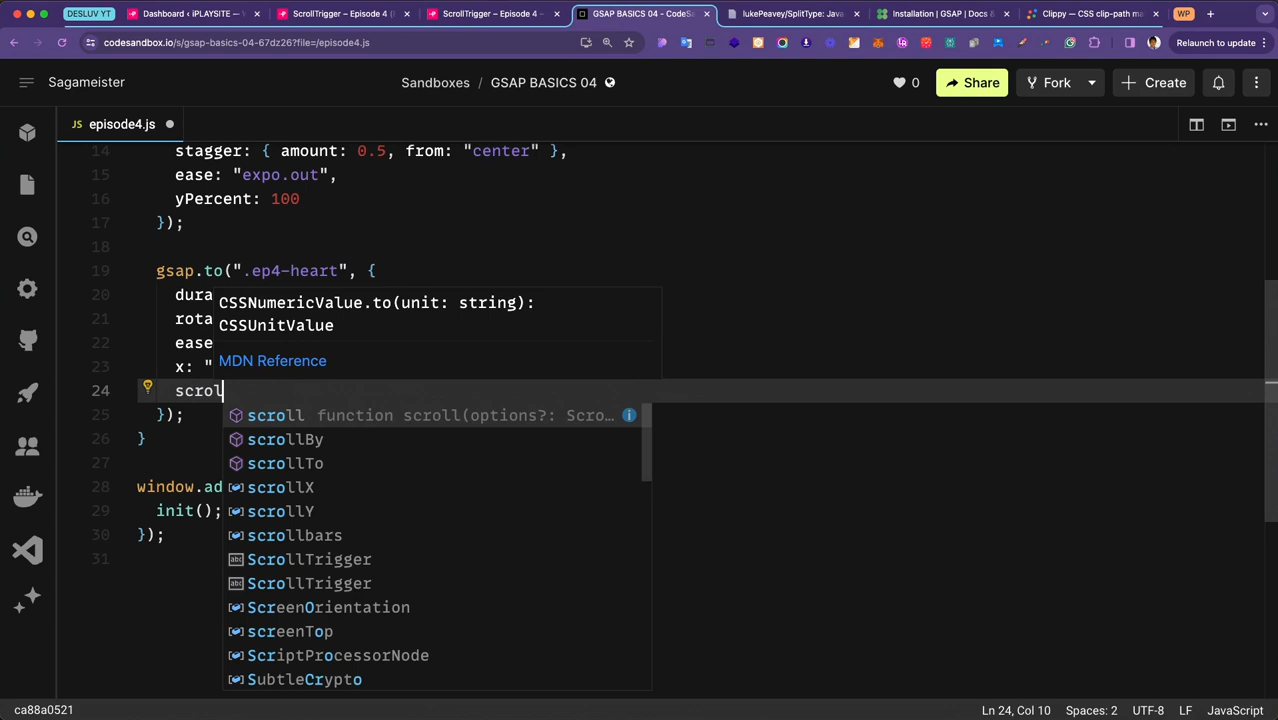 DESLUV YT
Dashboard ‹ iPLAYSITE — W
ScrollTrigger – Episode 4 (
ScrollTrigger – Episode 4 –
GSAP BASICS 04 - CodeSa
lukePeavey/SplitType: Java
Installation | GSAP | Docs &
Clippy — CSS clip-path ma
WP
codesandbox.io/s/gsap-basics-04-67dz26?file=/episode4.js
Relaunch to update
Sagameister
Sandboxes / GSAP BASICS 04
0
Share
Fork
Create
JS episode4.js
14 stagger: { amount: 0.5, from: "center" },
15 ease: "expo.out",
16 yPercent: 100
17 });
18
19 gsap.to(".ep4-heart", {
20 dura
CSSNumericValue.to(unit: string):
21 rota
CSSUnitValue
22 ease
23 x: "
MDN Reference
24 scrol
25 });
scroll function scroll(options?: Scro…
26 }
scrollBy
27
scrollTo
28 window.ad
scrollX
29 init();
scrollY
30 });
scrollbars
31
ScrollTrigger
ScrollTrigger
ScreenOrientation
screenTop
ScriptProcessorNode
SubtleCrypto
ca88a0521
Ln 24, Col 10
Spaces: 2
UTF-8
LF
JavaScript